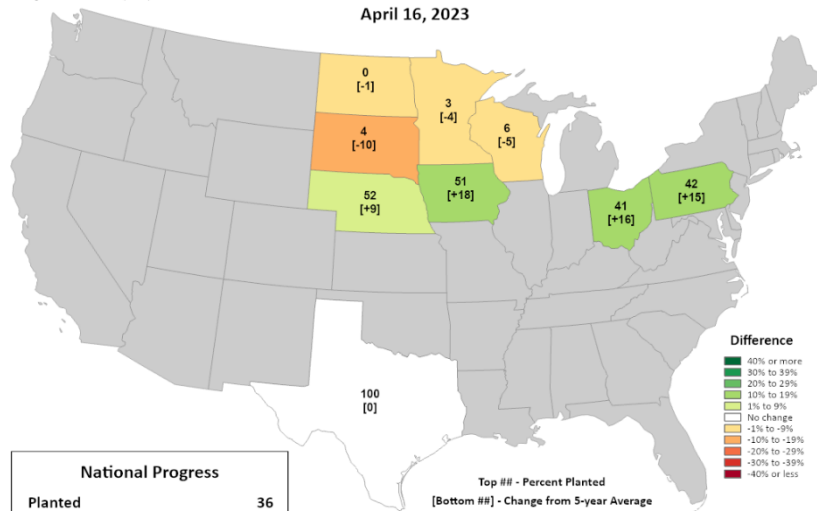 April 16, 2023
0
[-1]
3
[-4]
6
[-5]
4
[-10]
52
[+9]
51
[+18]
41
[+16]
42
[+15]
100
[0]
Difference
40% or more
30% to 39%
20% to 29%
10% to 19%
1% to 9%
No change
-1% to -9%
-10% to -19%
-20% to -29%
-30% to -39%
-40% or less
National Progress
Planted 36
Top ## - Percent Planted
[Bottom ##] - Change from 5-year Average